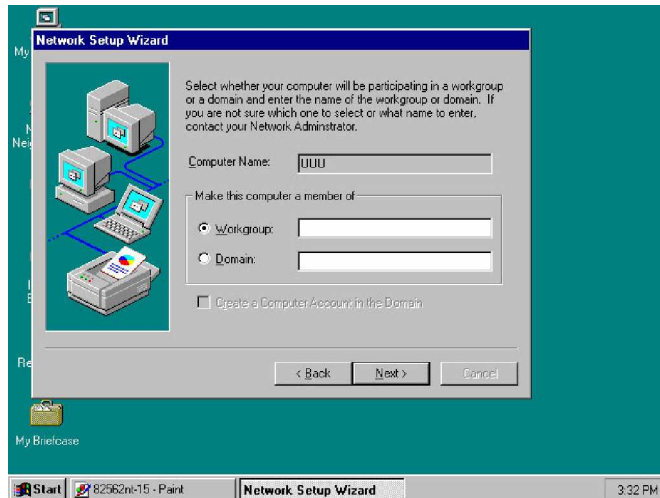 My
Network Setup Wizard
Select whether your computer will be participating in a workgroup
or a domain and enter the name of the workgroup or domain. If
you are not sure which one to select or what name to enter,
contact your Network Adminstrator.
Computer Name: UUU
Make this computer a member of
Workgroup:
Domain:
Create a Computer Account in the Domain
< Back Next > Cancel
N
Neig
Re
My Briefcase
Start 82562nt-15 - Paint Network Setup Wizard 3:32 PM